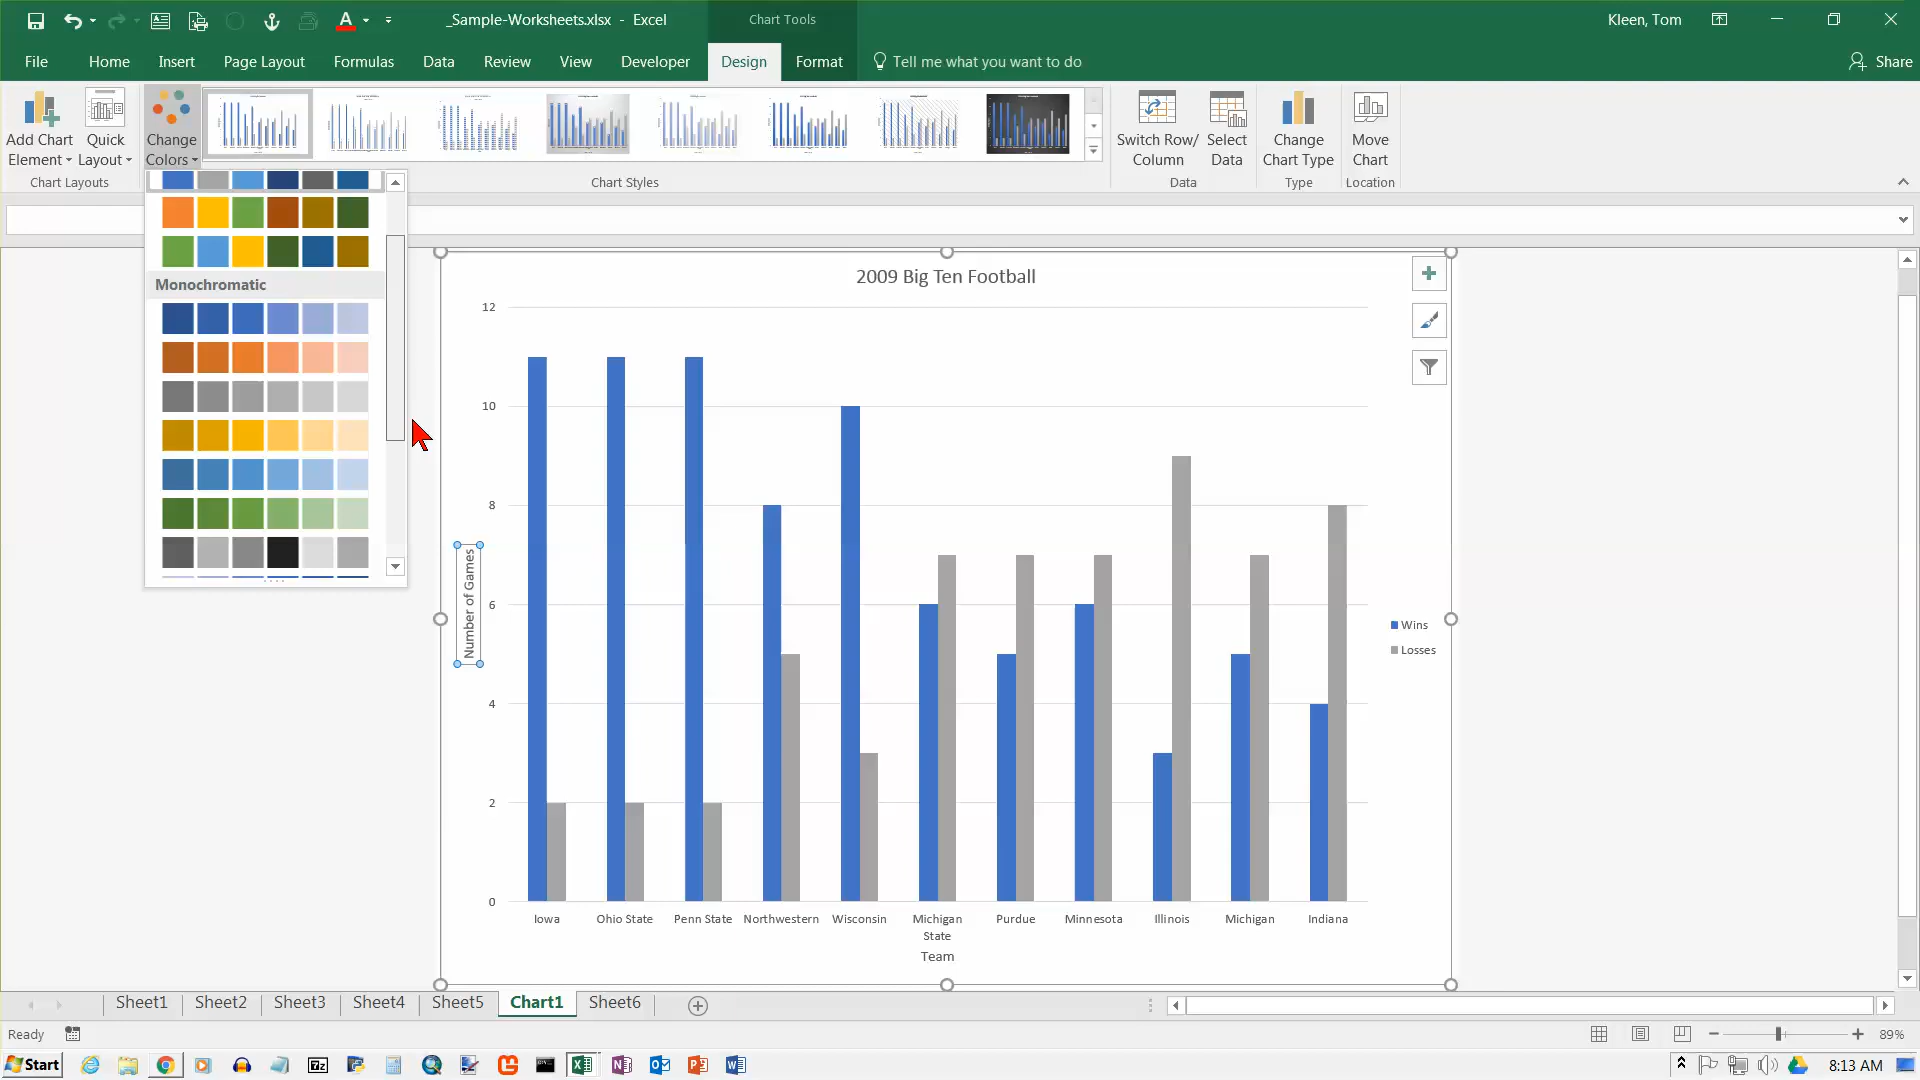 _Sample-Worksheets.xlsx - Excel
Chart Tools
Kleen, Tom
File Home Insert Page Layout Formulas Data Review View Developer Design Format Tell me what you want to do
Share
Add Chart Element
Quick Layout
Change Colors
Switch Row/ Column
Select Data
Change Chart Type
Move Chart
Chart Layouts
Chart Styles
Data
Type
Location
Monochromatic
2009 Big Ten Football
12
10
8
6
4
2
0
Number of Games
Wins
Losses
Iowa Ohio State Penn State Northwestern Wisconsin Michigan State Purdue Minnesota Illinois Michigan Indiana
Team
Sheet1 Sheet2 Sheet3 Sheet4 Sheet5 Chart1 Sheet6
Ready
89%
Start
8:13 AM